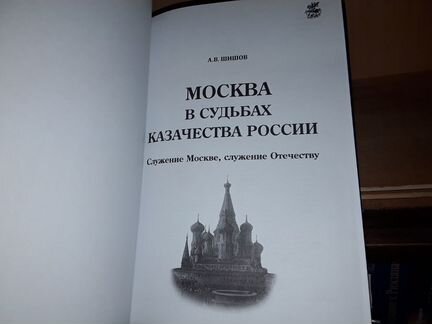 А.В. ШИШОВ
МОСКВА
В СУДЬБАХ
КАЗАЧЕСТВА РОССИИ
Служение Москве, служение Отечеству